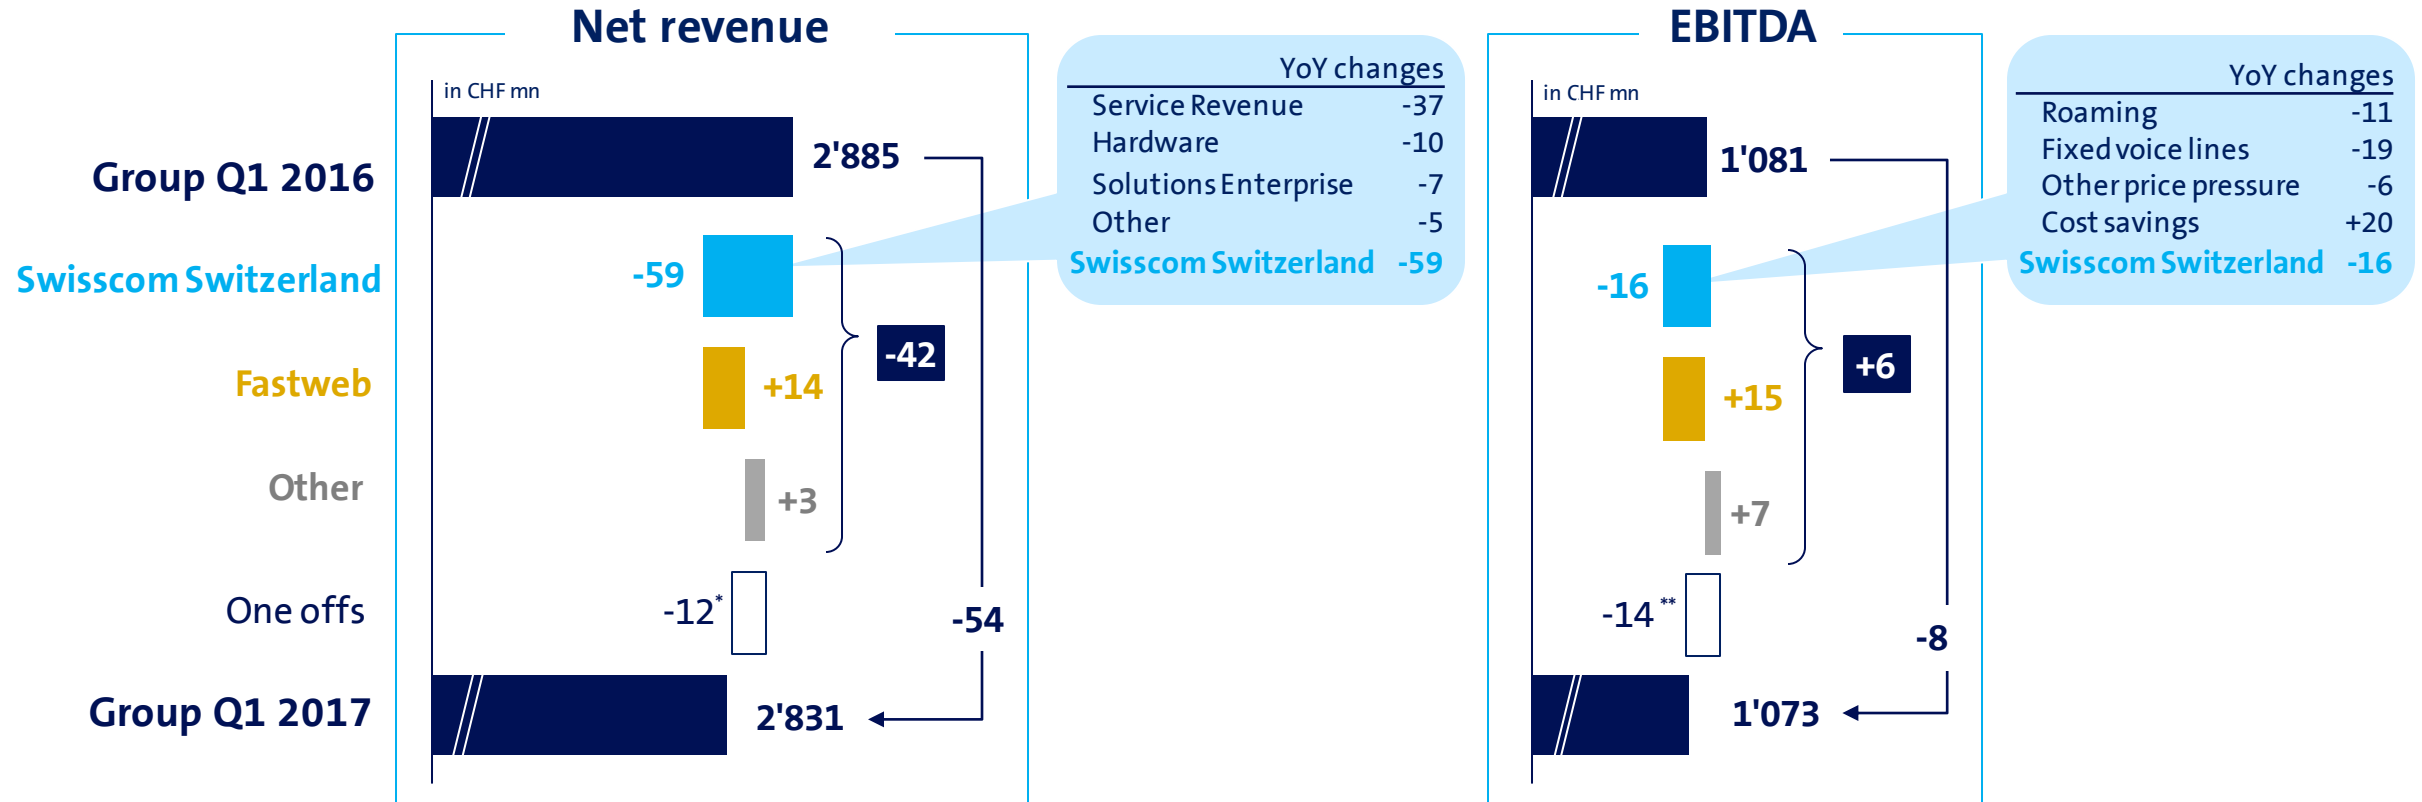 Net revenue
EBITDA
in CHF mn
Group Q1 2016
2'885
Swisscom Switzerland
-59
Fastweb
+14
Other
+3
-42
One offs
-12*
-54
Group Q1 2017
2'831
YoY changes
Service Revenue -37
Hardware -10
Solutions Enterprise -7
Other -5
Swisscom Switzerland -59
in CHF mn
1'081
-16
+15
+7
+6
-14**
-8
1'073
YoY changes
Roaming -11
Fixed voice lines -19
Other price pressure -6
Cost savings +20
Swisscom Switzerland -16